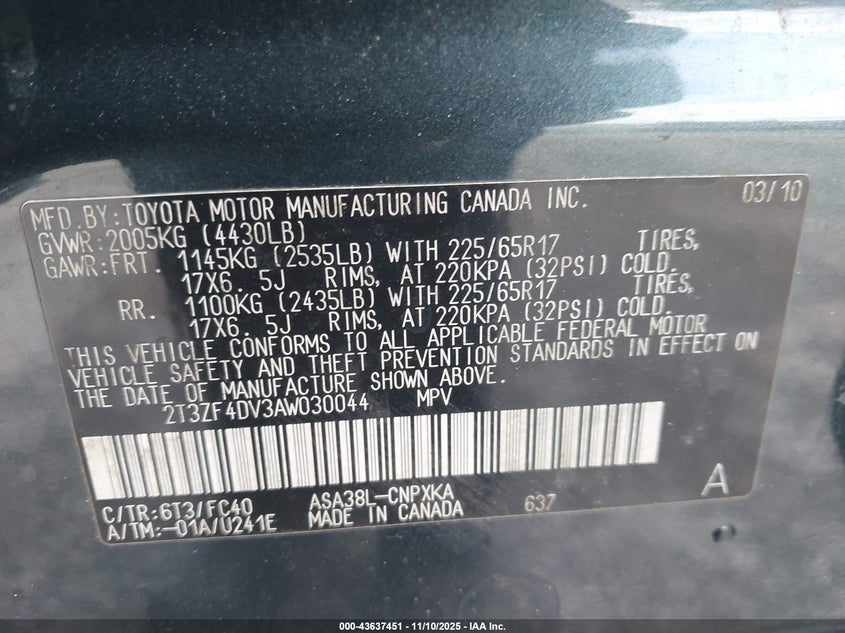 MFD.BY:TOYOTA MOTOR MANUFACTURING CANADA INC. 03/10
GVWR:2005KG (4430LB)
GAWR:FRT. 1145KG (2535LB) WITH 225/65R17 TIRES,
17X6. 5J RIMS, AT 220KPA (32PSI) COLD.
RR. 1100KG (2435LB) WITH 225/65R17 TIRES,
17X6. 5J RIMS, AT 220KPA (32PSI) COLD.
THIS VEHICLE CONFORMS TO ALL APPLICABLE FEDERAL MOTOR
VEHICLE SAFETY AND THEFT PREVENTION STANDARDS IN EFFECT ON
THE DATE OF MANUFACTURE SHOWN ABOVE.
2T3ZF4DV3AW030044 MPV
C/TR:6T3/FC40 ASA38L-CNPXKA 637 A
A/TM:-01A/U241E MADE IN CANADA
000-43637451 - 11/10/2025 - IAA Inc.